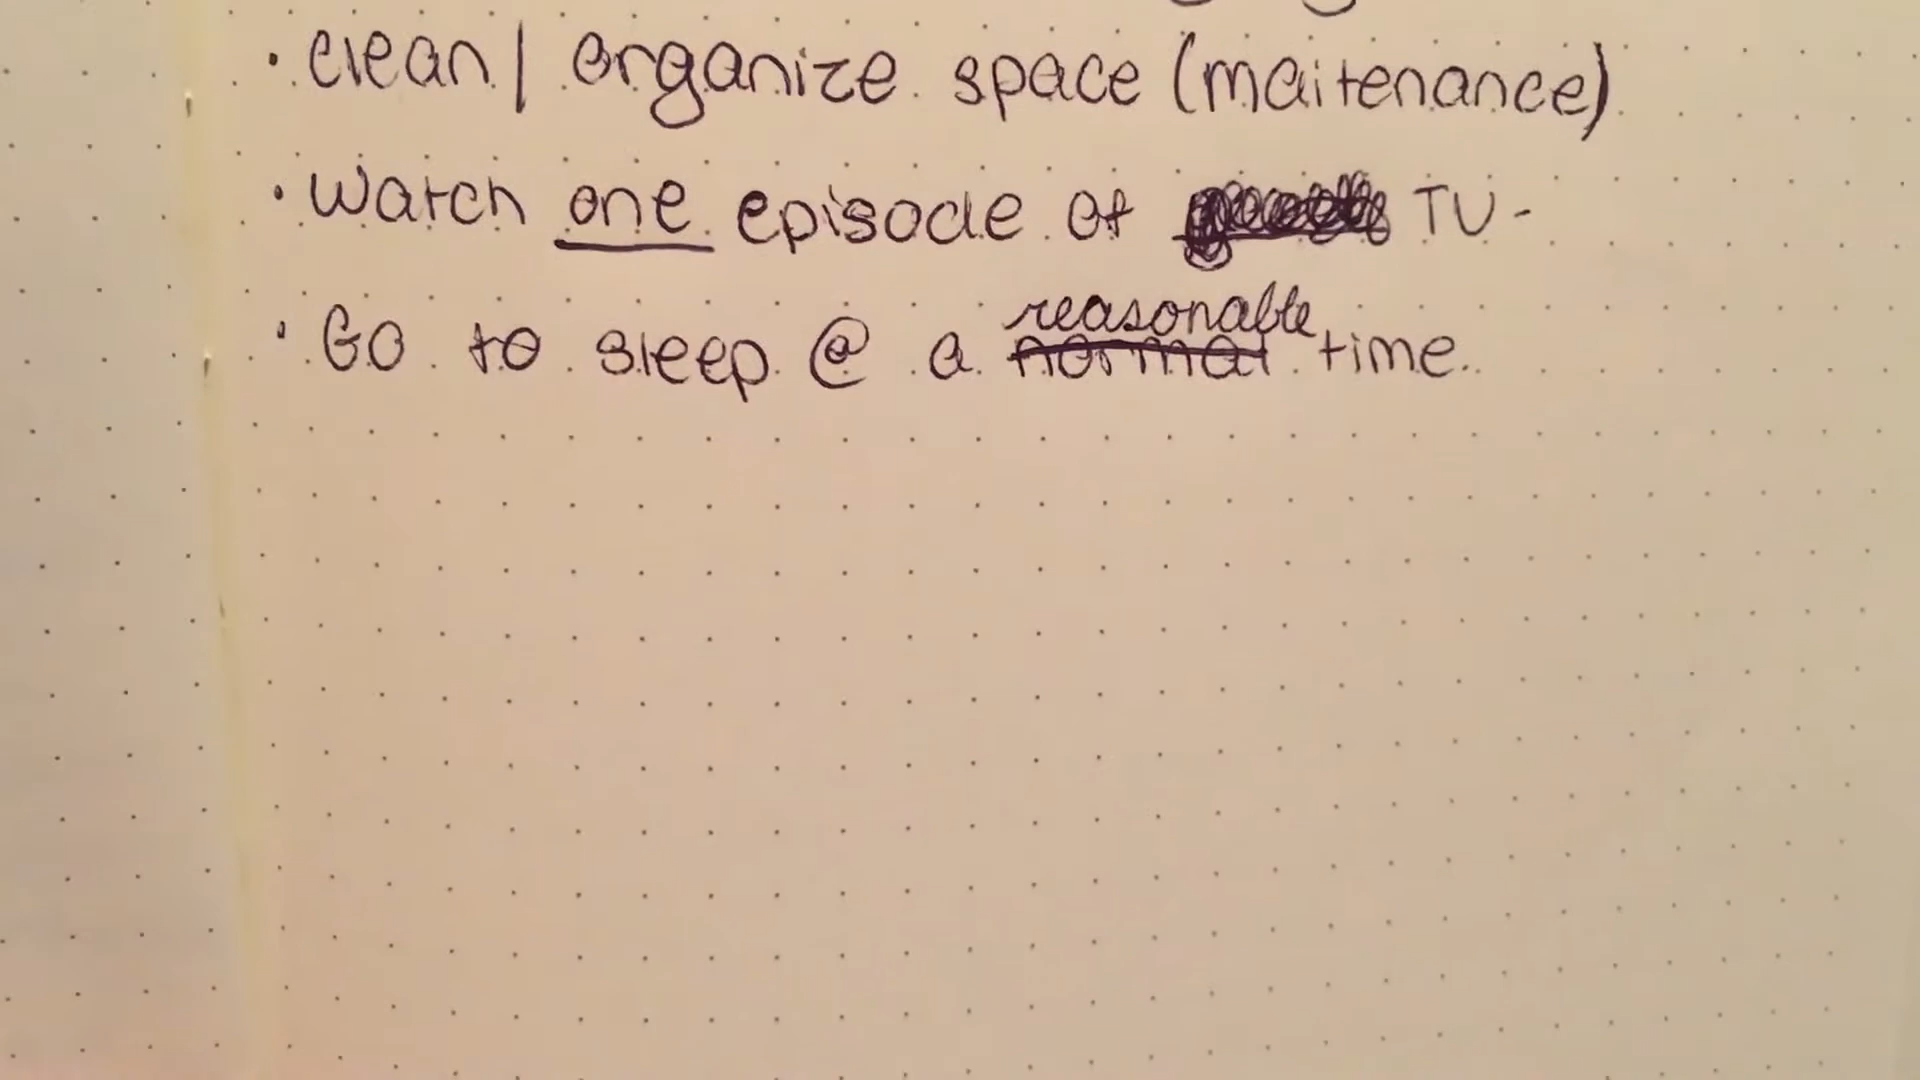 · clean / organize space (maitenance)
· Watch one episode of TV -
· Go to sleep @ a reasonable normal time.